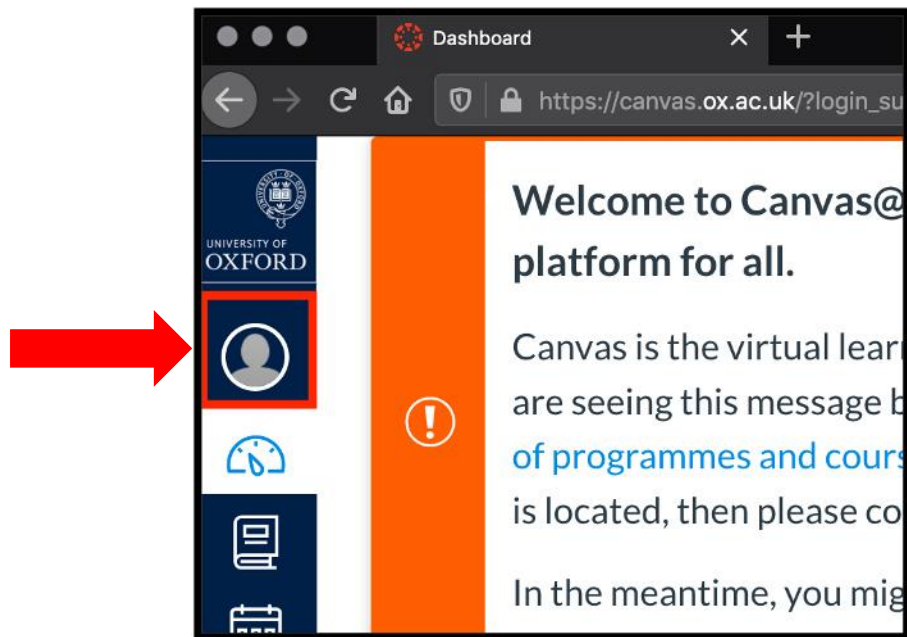 Dashboard
https://canvas.ox.ac.uk/?login_su
UNIVERSITY OF
OXFORD
Welcome to Canvas@
platform for all.
Canvas is the virtual lear
are seeing this message b
of programmes and cours
is located, then please co
In the meantime, you mig